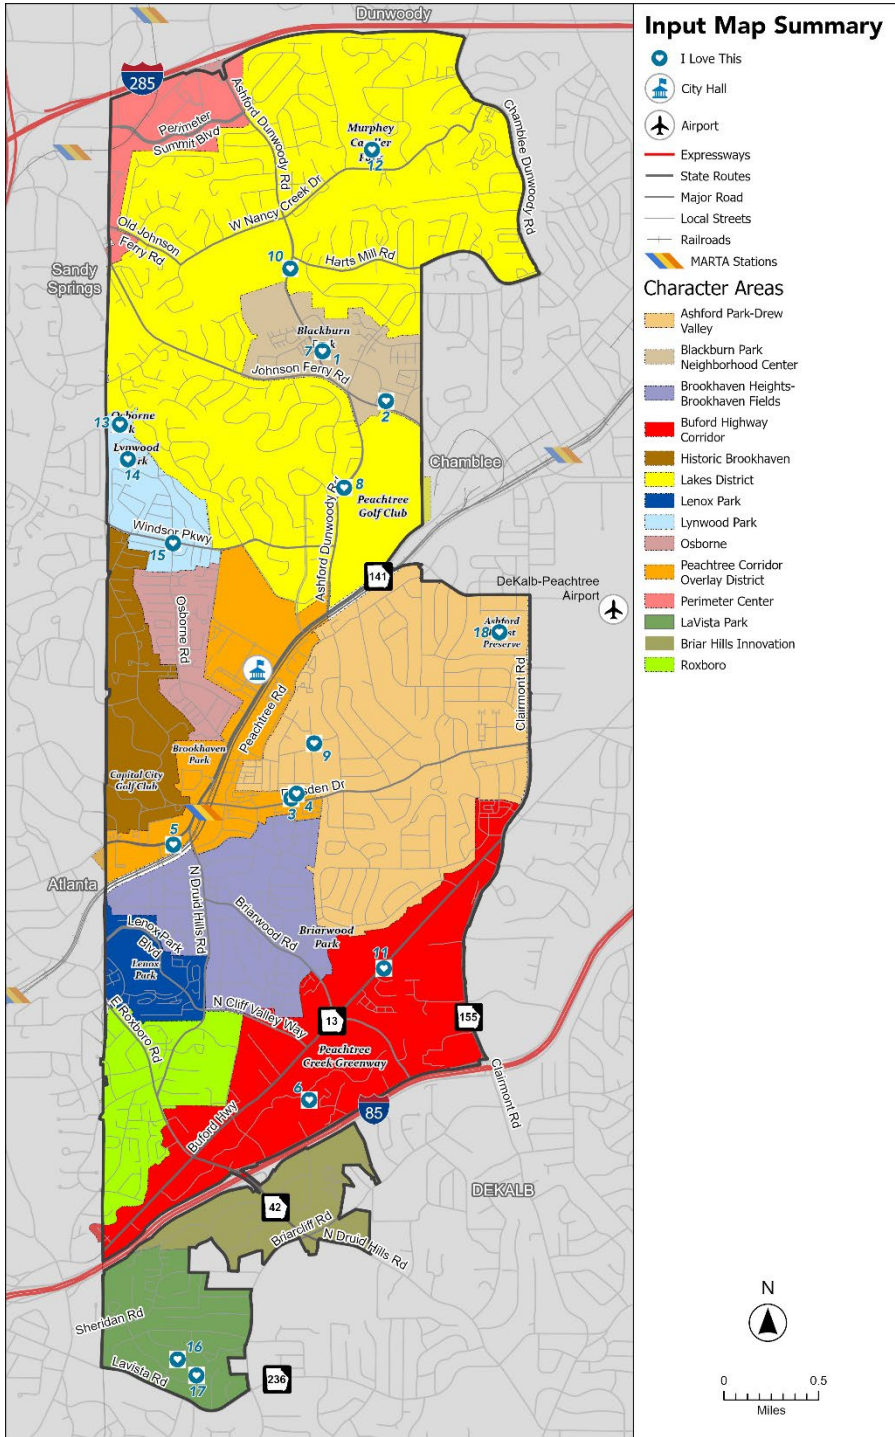 Dunwoody
285
Perimeter
Summit Blvd
Ashford Dunwoody Rd
Murphey
Candler
12
Chamblee Dunwoody Rd
W Nancy Creek Dr
Old Johnson
Ferry Rd
Sandy
Springs
10
Harts Mill Rd
Blackburn
7
1
Johnson Ferry Rd
2
13
Osborne
Lynwood
14
Chamblee
8
Peachtree
Golf Club
Ashford Dunwoody Rd
Windsor Pkwy
15
141
DeKalb-Peachtree
Airport
Osborne Rd
Ashford
18
Preserve
Clairmont Rd
Peachtree Rd
Brookhaven
Park
9
Capital City
Golf Club
Dresden Dr
3
4
5
Atlanta
N Druid Hills Rd
Briarwood Rd
Lenox Park
Blvd
Lenox
Park
Briarwood
Park
11
E Roxboro Rd
N Cliff Valley Way
13
155
Peachtree
Creek Greenway
6
85
Clairmont Rd
Buford Hwy
DEKALB
42
Briarcliff Rd
N Druid Hills Rd
Sheridan Rd
Lavista Rd
16
17
236
Input Map Summary
I Love This
City Hall
Airport
Expressways
State Routes
Major Road
Local Streets
Railroads
MARTA Stations
Character Areas
Ashford Park-Drew
Valley
Blackburn Park
Neighborhood Center
Brookhaven Heights-
Brookhaven Fields
Buford Highway
Corridor
Historic Brookhaven
Lakes District
Lenox Park
Lynwood Park
Osborne
Peachtree Corridor
Overlay District
Perimeter Center
LaVista Park
Briar Hills Innovation
Roxboro
N
0 0.5
Miles